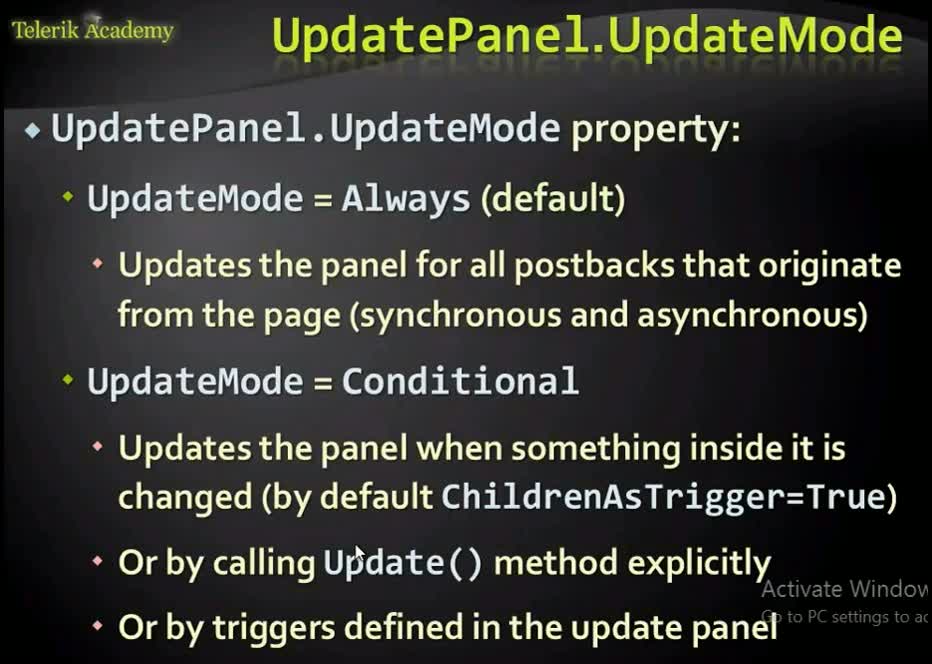 Telerik Academy
UpdatePanel.UpdateMode
UpdatePanel.UpdateMode property:
UpdateMode = Always (default)
Updates the panel for all postbacks that originate
from the page (synchronous and asynchronous)
UpdateMode = Conditional
Updates the panel when something inside it is
changed (by default ChildrenAsTrigger=True)
Or by calling Update() method explicitly
Activate Window
Go to PC settings to ac
Or by triggers defined in the update panel